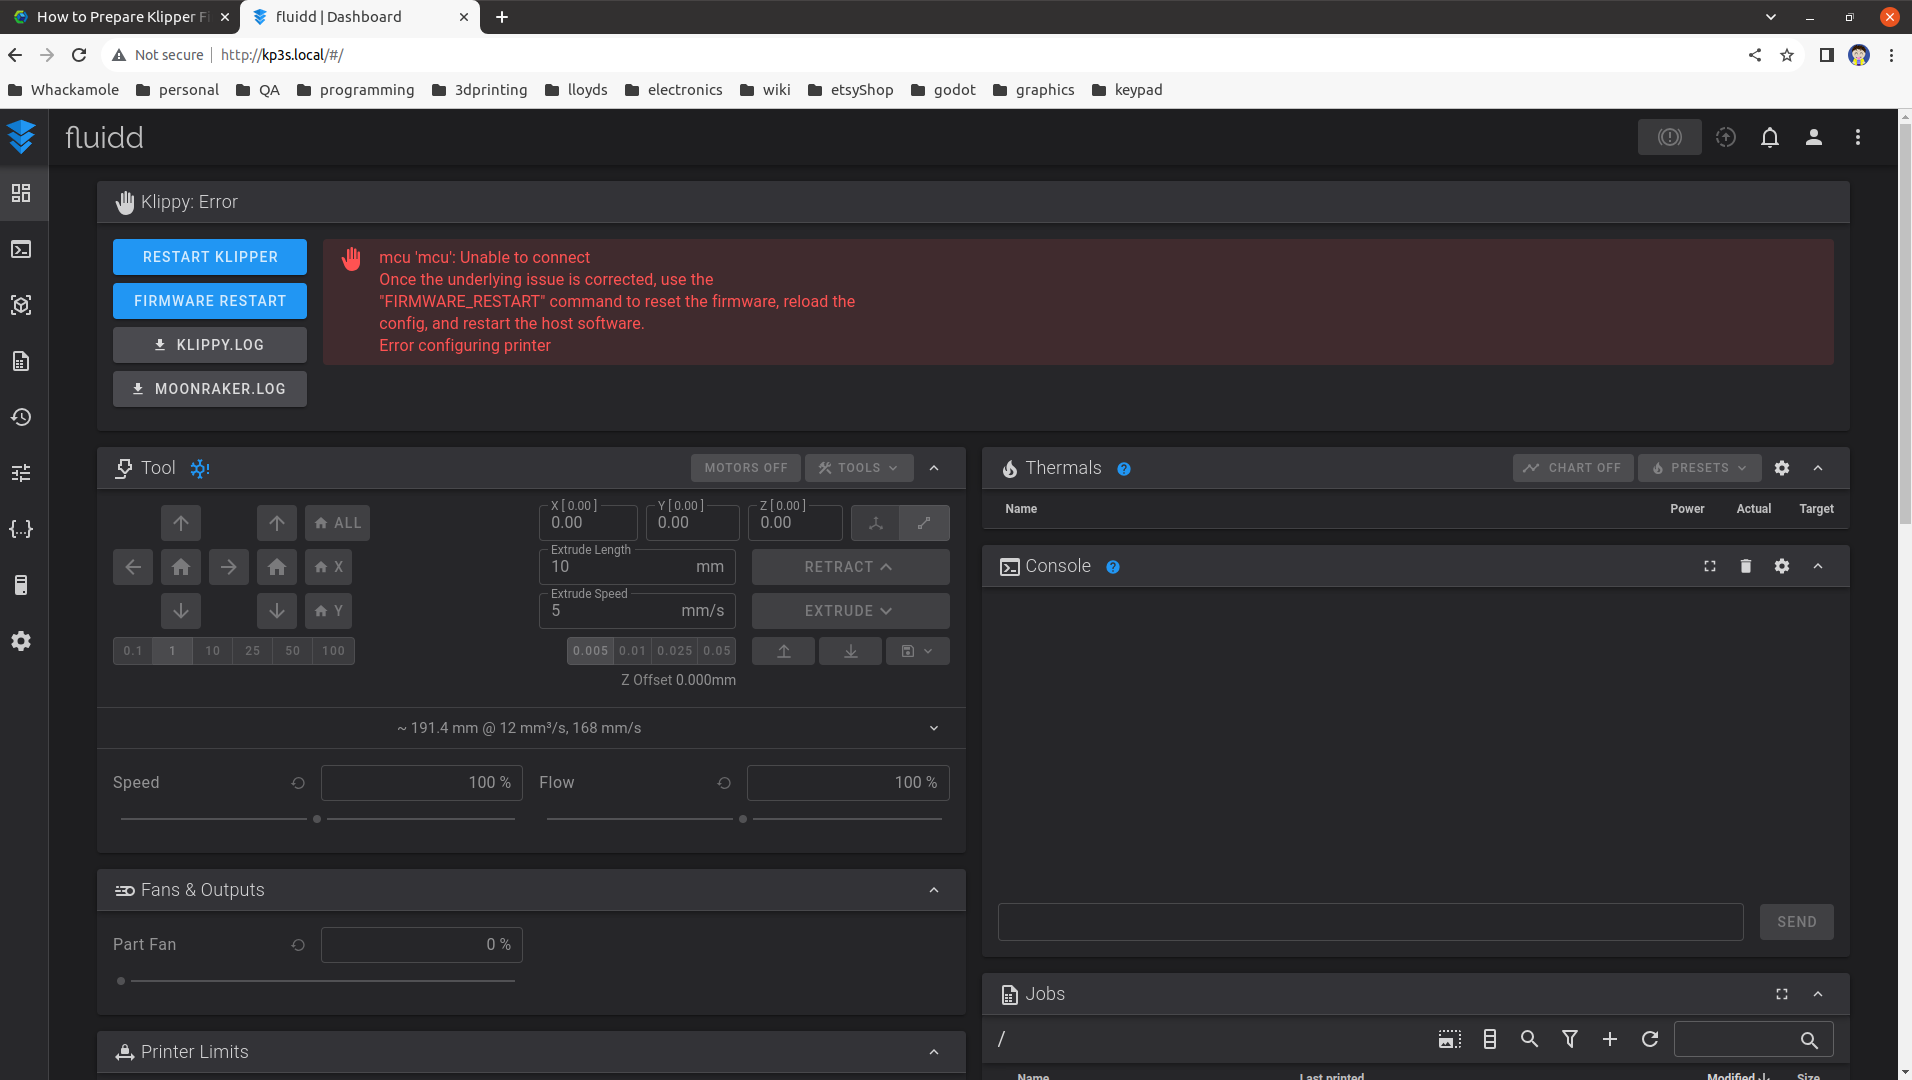 How to Prepare Klipper Fi
fluidd | Dashboard
Not secure
http://kp3s.local/#/
Whackamole
personal
QA
programming
3dprinting
lloyds
electronics
wiki
etsyShop
godot
graphics
keypad
fluidd
Klippy: Error
RESTART KLIPPER
FIRMWARE RESTART
KLIPPY.LOG
MOONRAKER.LOG
mcu 'mcu': Unable to connect
Once the underlying issue is corrected, use the
"FIRMWARE_RESTART" command to reset the firmware, reload the
config, and restart the host software.
Error configuring printer
Tool
MOTORS OFF
TOOLS
ALL
X
Y
X [ 0.00 ]
0.00
Y [ 0.00 ]
0.00
Z [ 0.00 ]
0.00
Extrude Length
10 mm
RETRACT
Extrude Speed
5 mm/s
EXTRUDE
0.1 1 10 25 50 100
0.005 0.01 0.025 0.05
Z Offset 0.000mm
~ 191.4 mm @ 12 mm³/s, 168 mm/s
Speed
100 %
Flow
100 %
Fans & Outputs
Part Fan
0 %
Printer Limits
Thermals
CHART OFF
PRESETS
Name Power Actual Target
Console
SEND
Jobs
/
Name Last printed Modified Size